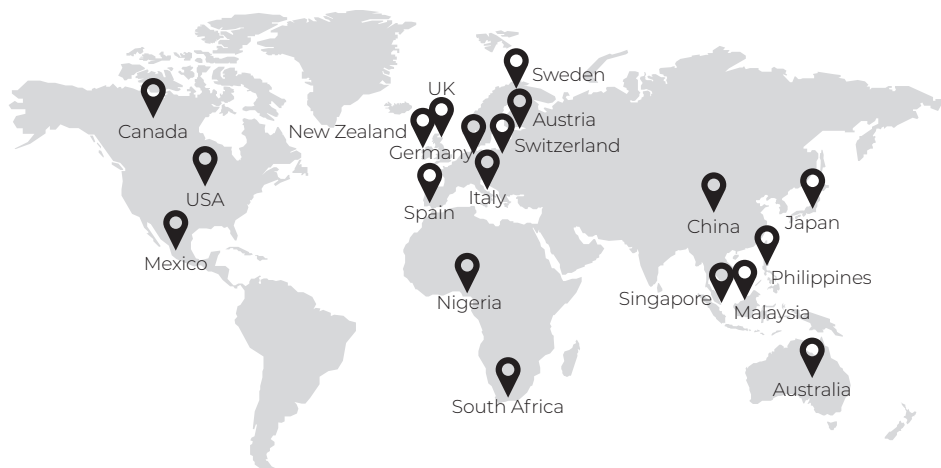 Sweden
UK
Austria
Canada
New Zealand
Switzerland
Germany
USA
Italy
Spain
Japan
China
Mexico
Philippines
Singapore
Nigeria
Malaysia
Australia
South Africa